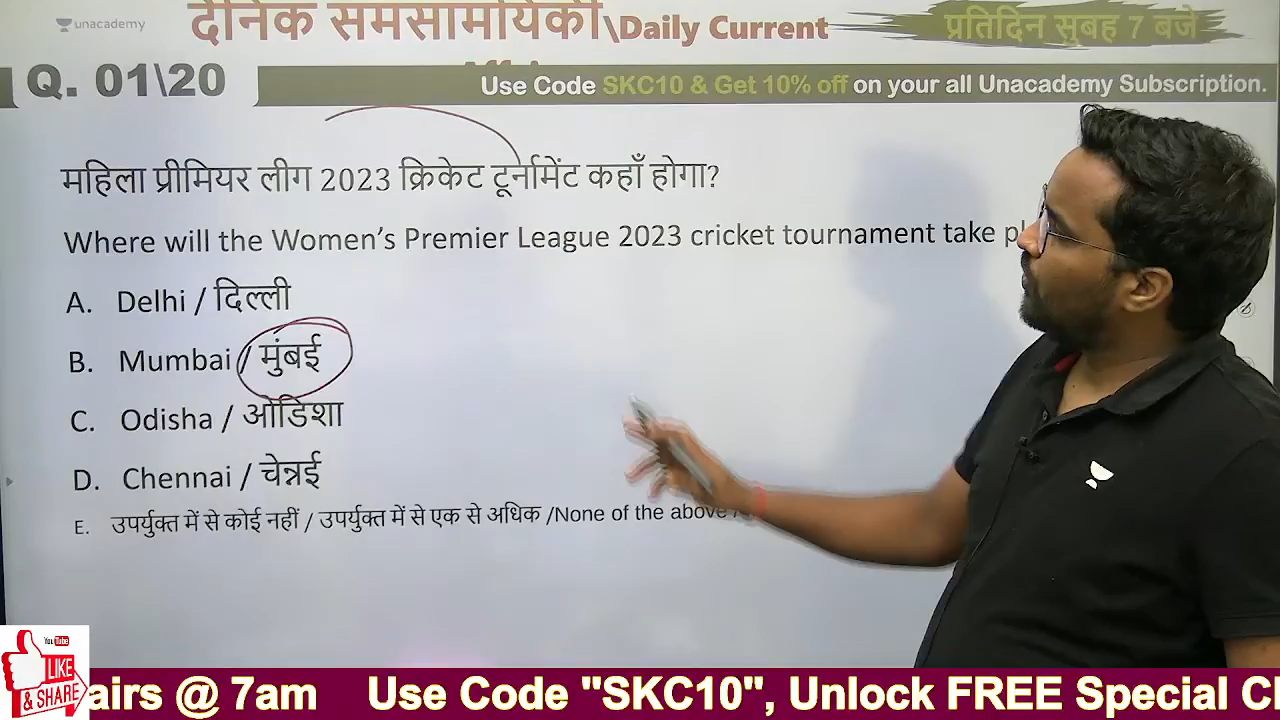 unacademy
दैनिक समसामयिकी\Daily Current
प्रतिदिन सुबह 7 बजे
Q. 01\20
Use Code SKC10 & Get 10% off on your all Unacademy Subscription.
महिला प्रीमियर लीग 2023 क्रिकेट टूर्नामेंट कहाँ होगा?
Where will the Women's Premier League 2023 cricket tournament take
A. Delhi / दिल्ली
B. Mumbai / मुंबई
C. Odisha / ओडिशा
D. Chennai / चेन्नई
E. उपर्युक्त में से कोई नहीं / उपर्युक्त में से एक से अधिक /None of the above
YouTube
LIKE
& SHARE
airs @ 7am Use Code "SKC10", Unlock FREE Special